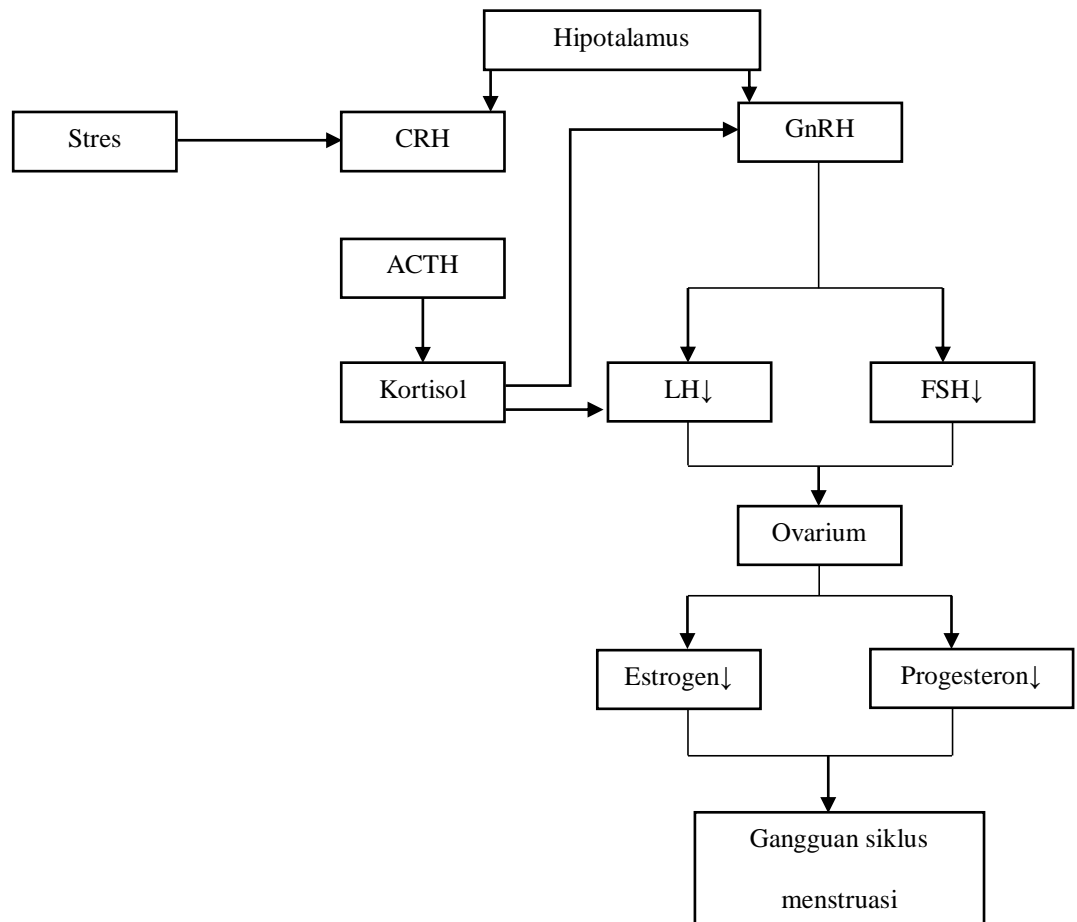 Hipotalamus
Stres
CRH
GnRH
ACTH
Kortisol
LH↓
FSH↓
Ovarium
Estrogen↓
Progesteron↓
Gangguan siklus
menstruasi